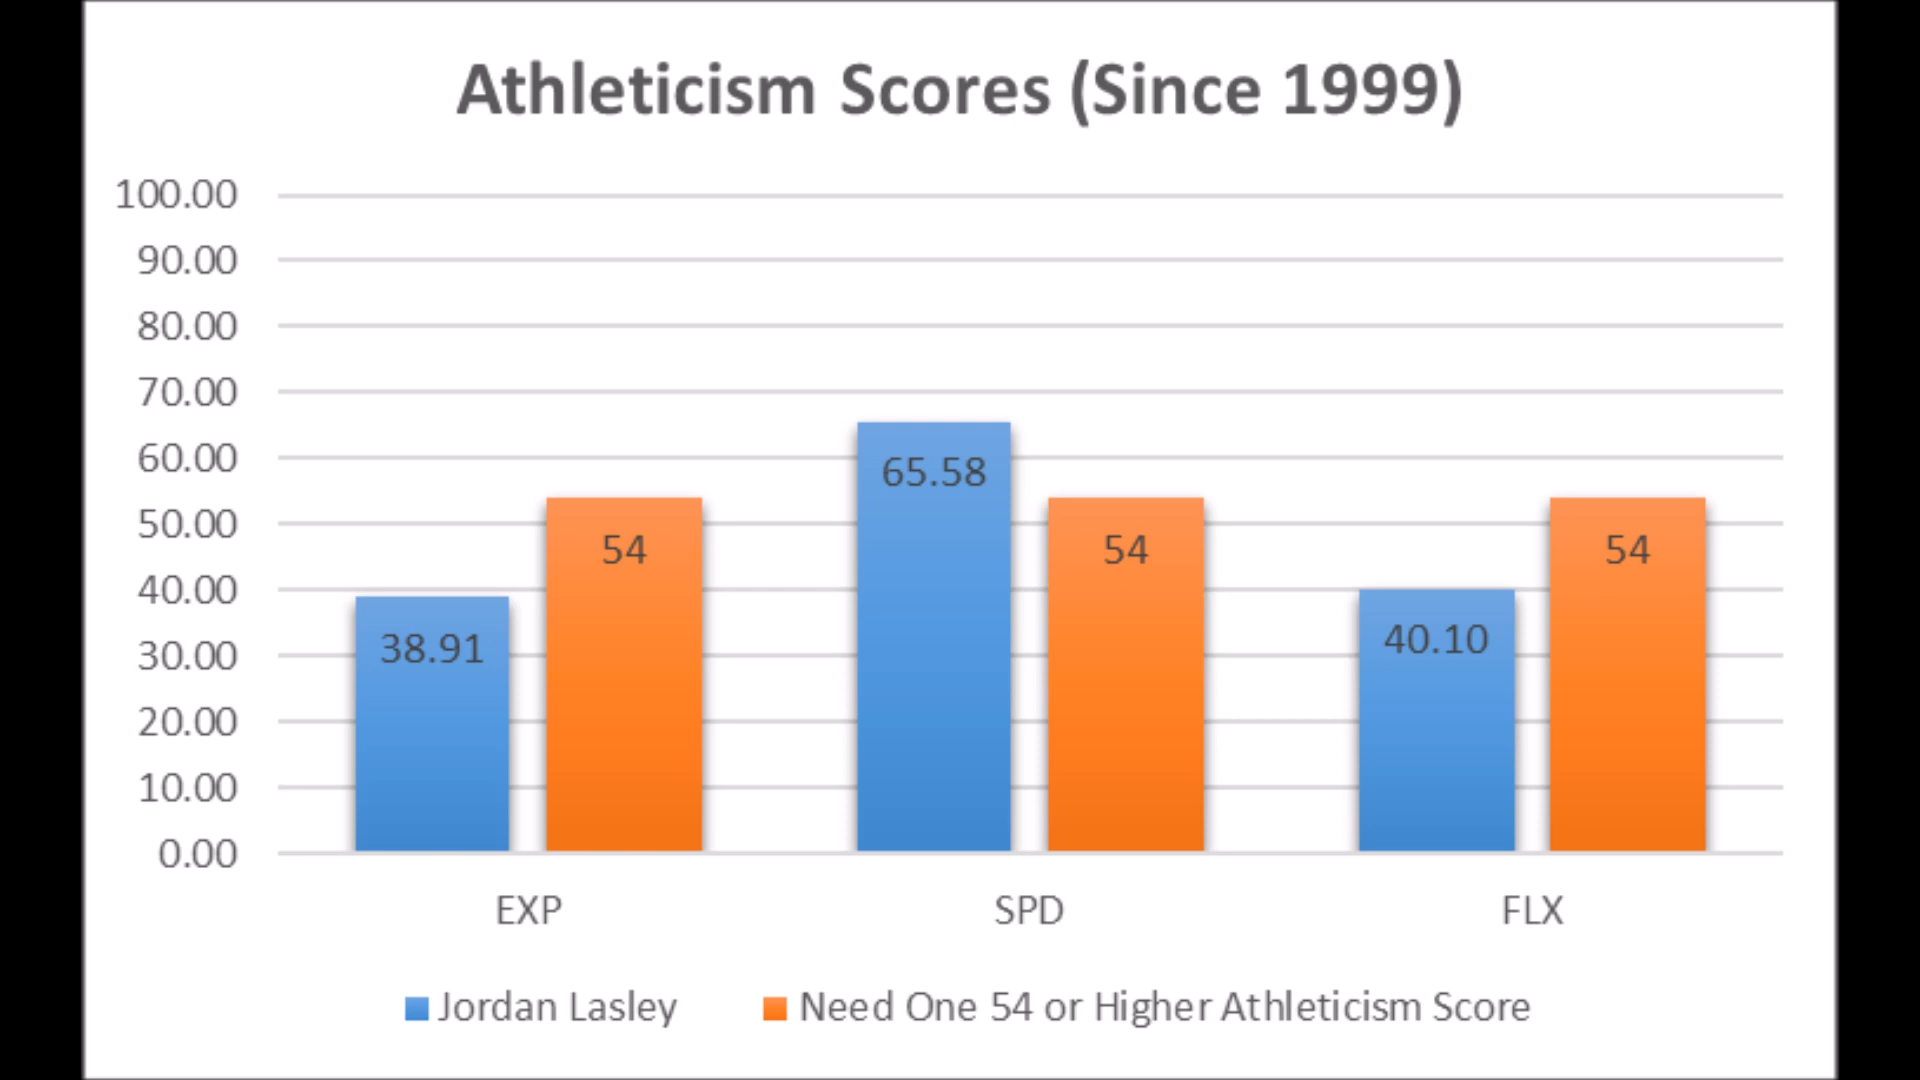 Athleticism Scores (Since 1999)
100.00
90.00
80.00
70.00
60.00
50.00
40.00
30.00
20.00
10.00
0.00
38.91
54
65.58
54
40.10
54
EXP
SPD
FLX
Jordan Lasley
Need One 54 or Higher Athleticism Score